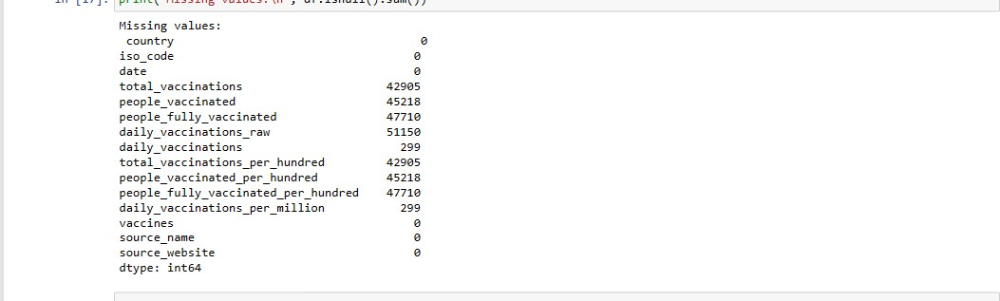 In [17]: print("Missing values:\n", df.isnull().sum())
Missing values:
 country                                    0
iso_code                                   0
date                                       0
total_vaccinations                     42905
people_vaccinated                      45218
people_fully_vaccinated                47710
daily_vaccinations_raw                 51150
daily_vaccinations                       299
total_vaccinations_per_hundred         42905
people_vaccinated_per_hundred          45218
people_fully_vaccinated_per_hundred    47710
daily_vaccinations_per_million           299
vaccines                                   0
source_name                                0
source_website                             0
dtype: int64